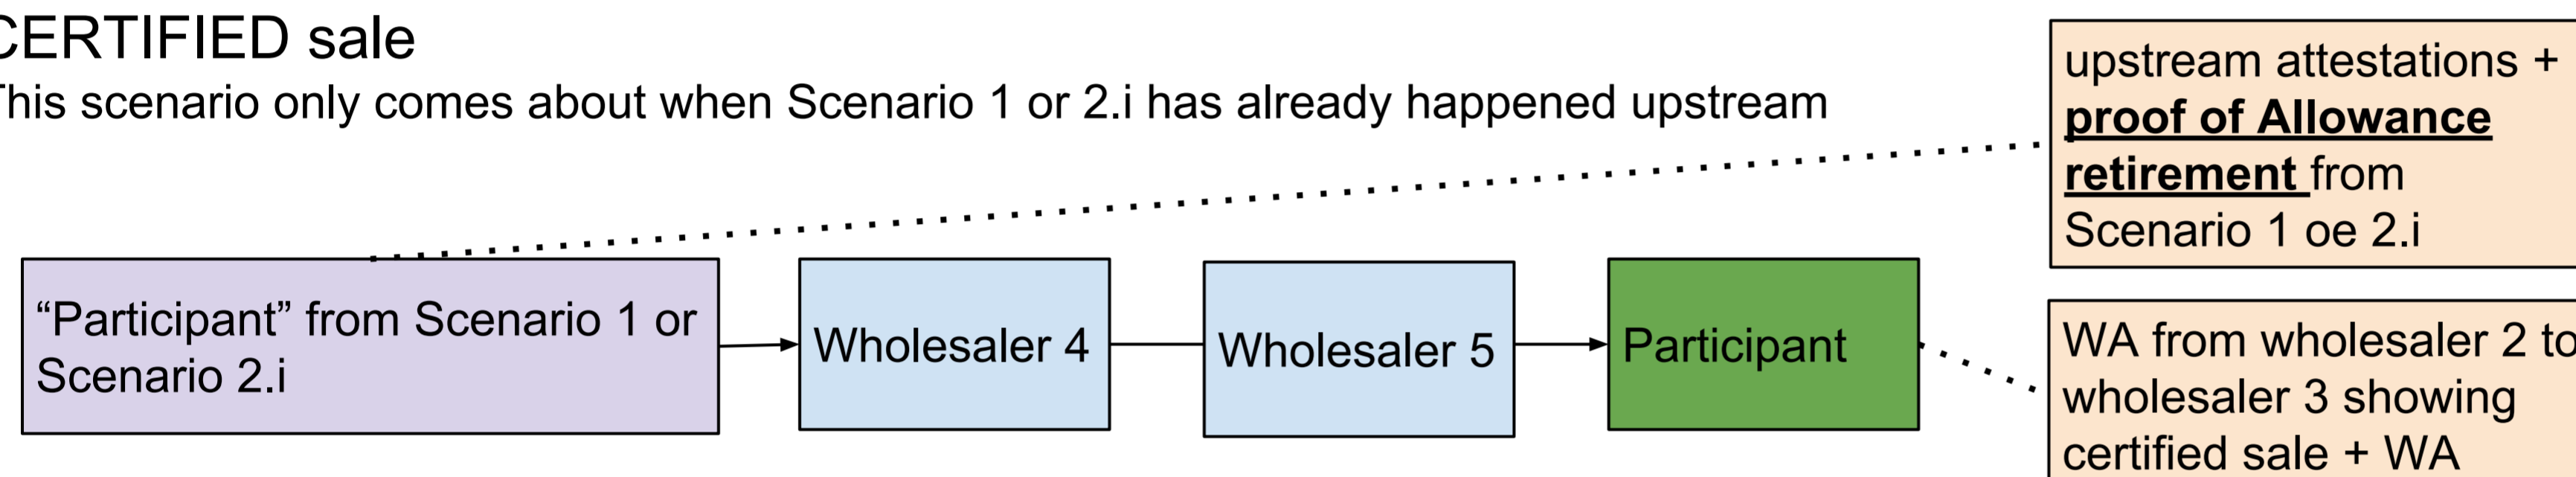 CERTIFIED sale
This scenario only comes about when Scenario 1 or 2.i has already happened upstream
upstream attestations +
proof of Allowance
retirement from
Scenario 1 oe 2.i
“Participant” from Scenario 1 or
Scenario 2.i
Wholesaler 4
Wholesaler 5
Participant
WA from wholesaler 2 to
wholesaler 3 showing
certified sale + WA